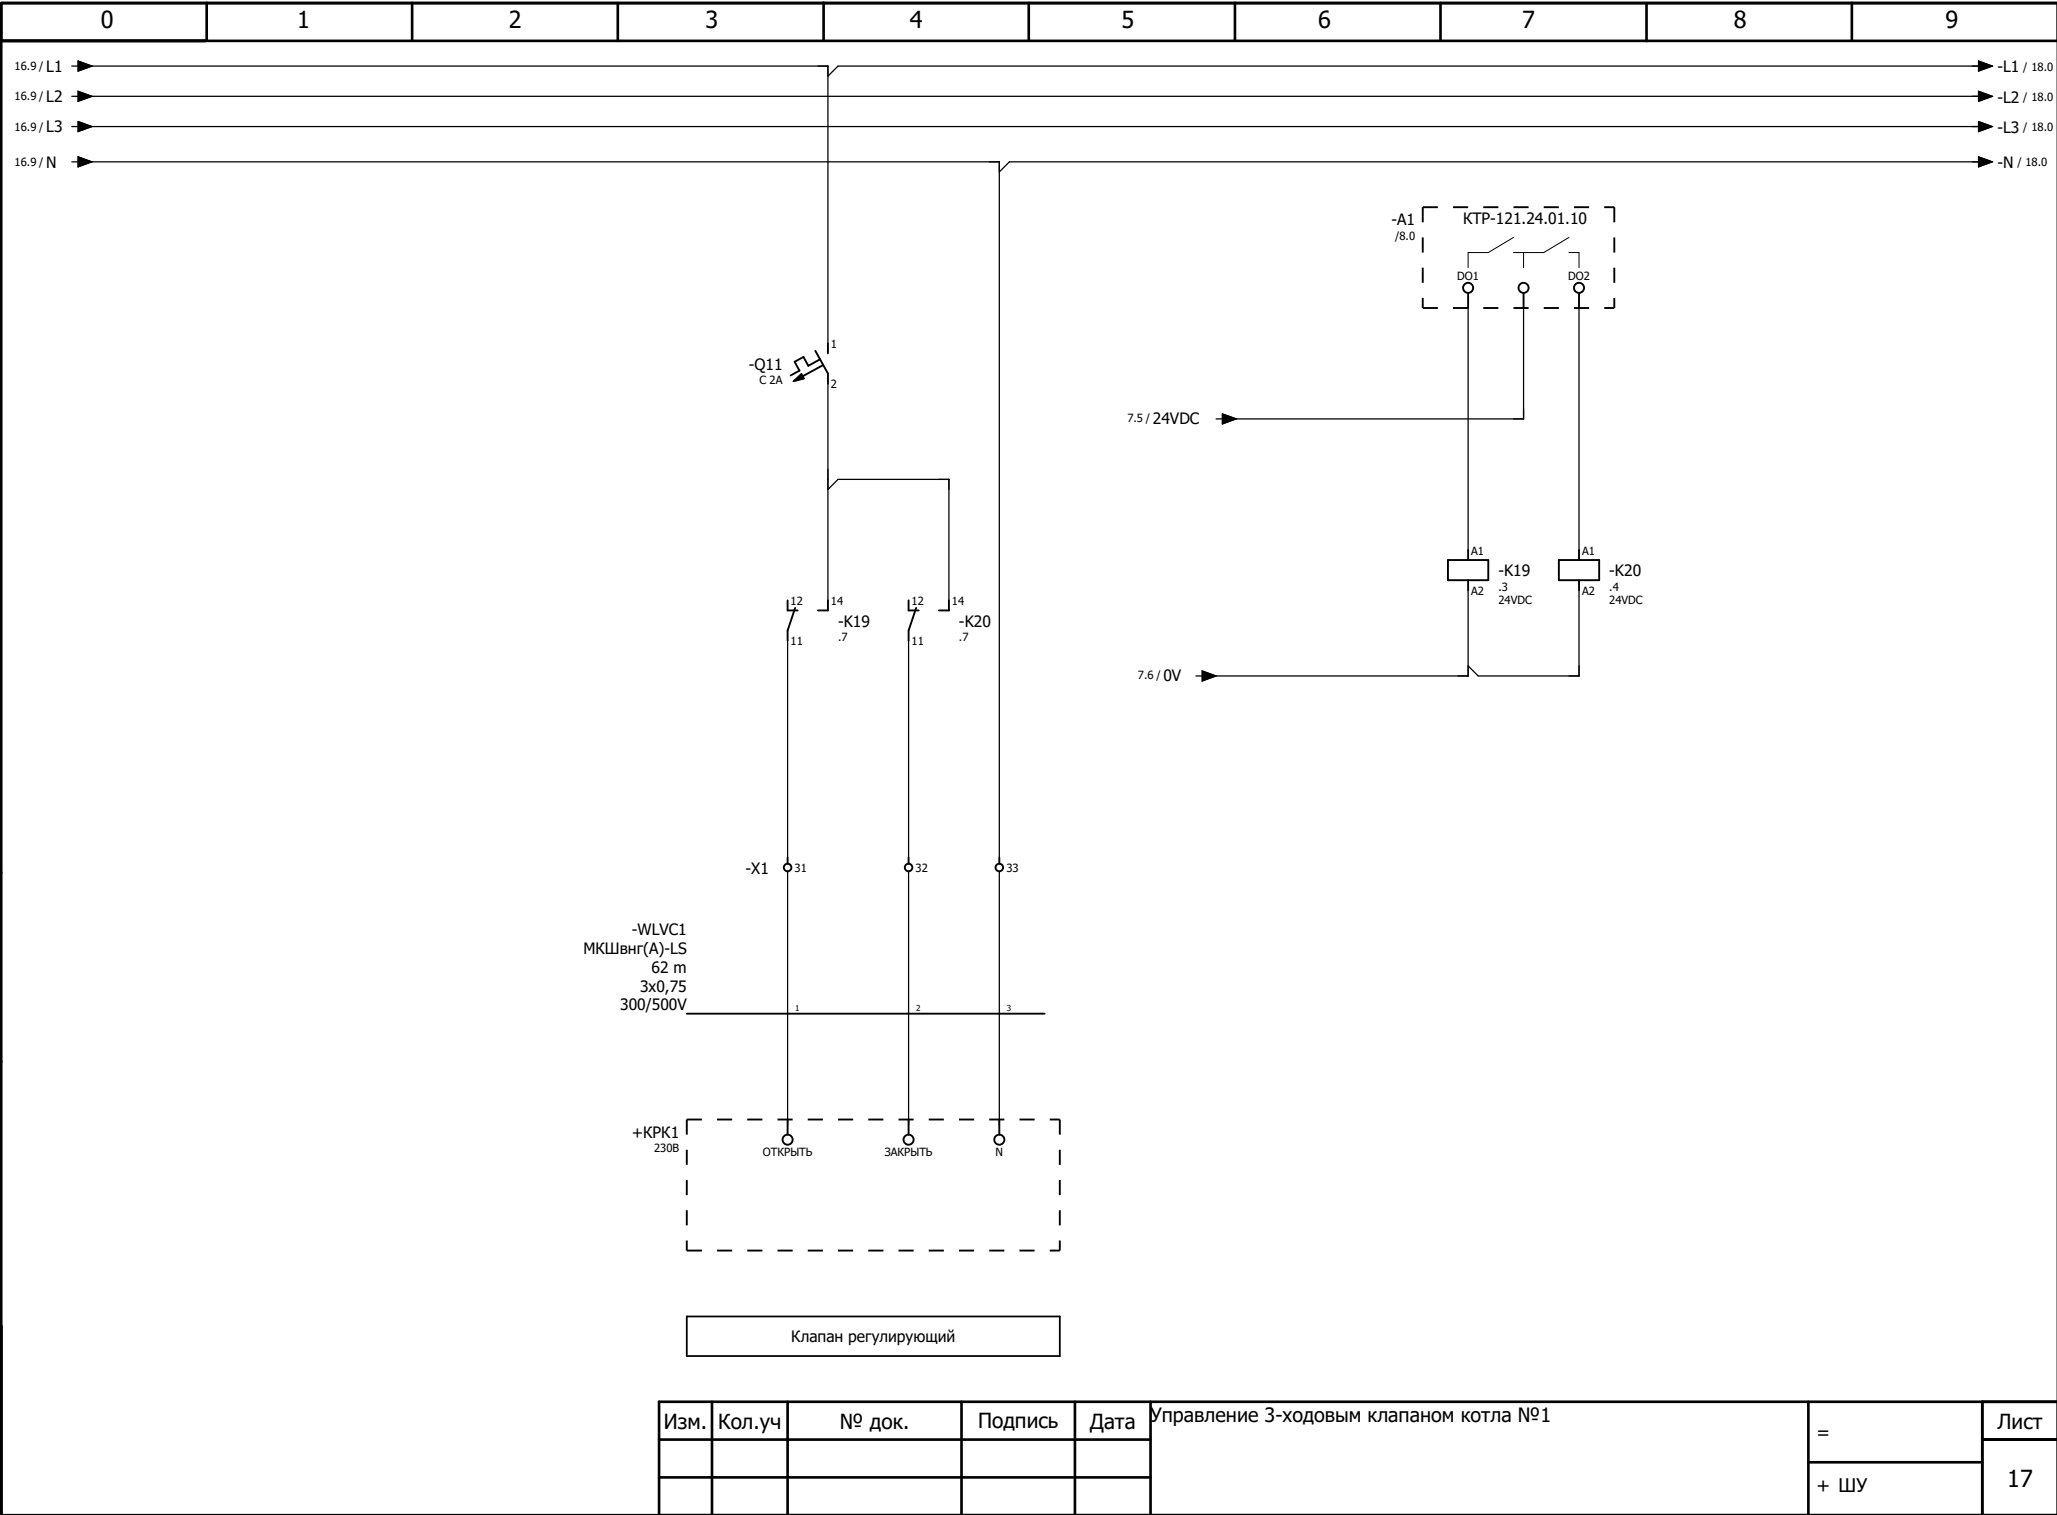 0 1 2 3 4 5 6 7 8 9
16.9 / L1
-L1 / 18.0
16.9 / L2
-L2 / 18.0
16.9 / L3
-L3 / 18.0
16.9 / N
-N / 18.0
-A1
/8.0
КТР-121.24.01.10
DO1
DO2
-Q11
C 2A
1
2
7.5 / 24VDC
12
14
11
-K19
.7
12
14
11
-K20
.7
A1
A2
-K19
.3
24VDC
A1
A2
-K20
.4
24VDC
7.6 / 0V
-X1
31
32
33
-WLVC1
МКШвнг(А)-LS
62 m
3х0,75
300/500V
1
2
3
+КРК1
230В
ОТКРЫТЬ
ЗАКРЫТЬ
N
Клапан регулирующий
Изм. Кол.уч № док. Подпись Дата
Управление 3-ходовым клапаном котла №1
=
+ ШУ
Лист
17